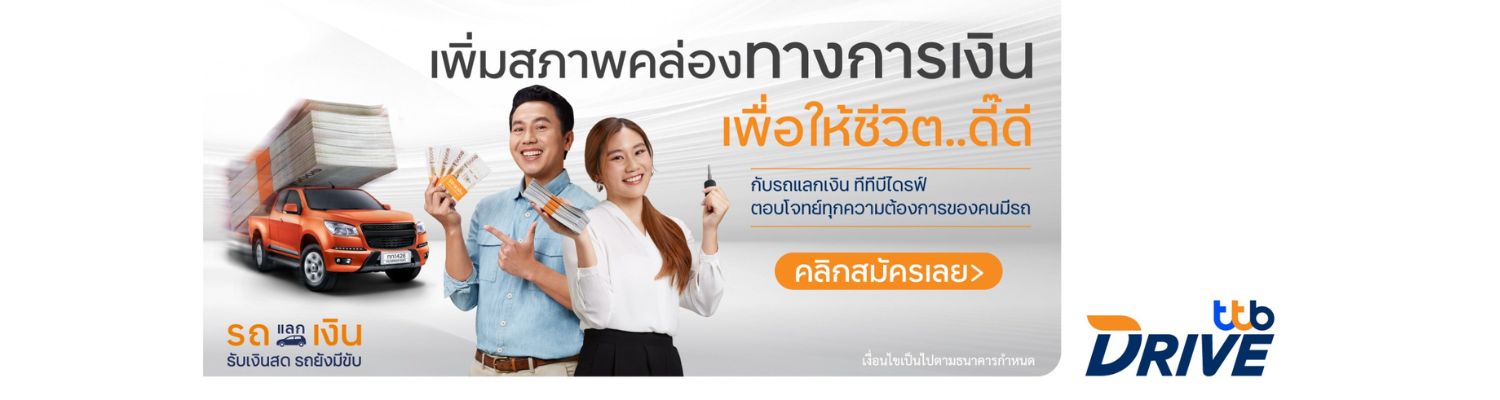 เพิ่มสภาพคล่องทางการเงิน
เพื่อให้ชีวิต..ดี๊ดี
กับรถแลกเงิน ทีทีบีไดรฟ์
ตอบโจทย์ทุกความต้องการของคนมีรถ
คลิกสมัครเลย>
รถ แลก เงิน
รับเงินสด รถยังมีขับ
เงื่อนไขเป็นไปตามธนาคารกำหนด
ttb
DRIVE